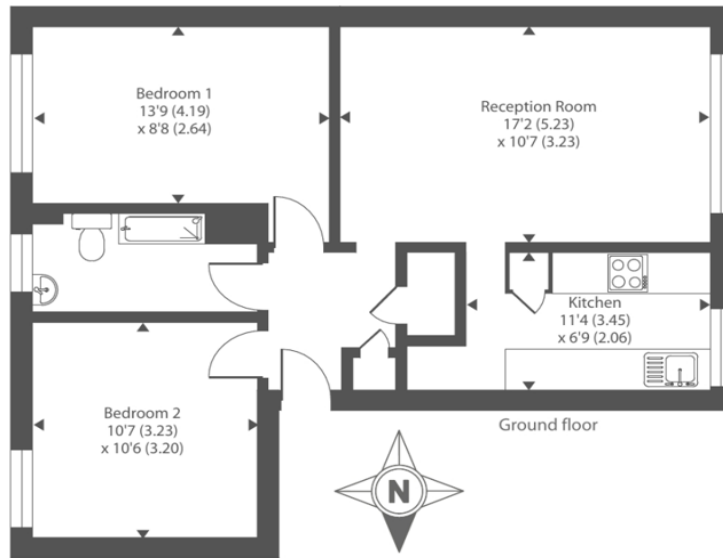 Bedroom 1
13'9 (4.19)
x 8'8 (2.64)
Reception Room
17'2 (5.23)
x 10'7 (3.23)
Kitchen
11'4 (3.45)
x 6'9 (2.06)
Bedroom 2
10'7 (3.23)
x 10'6 (3.20)
Ground floor
N